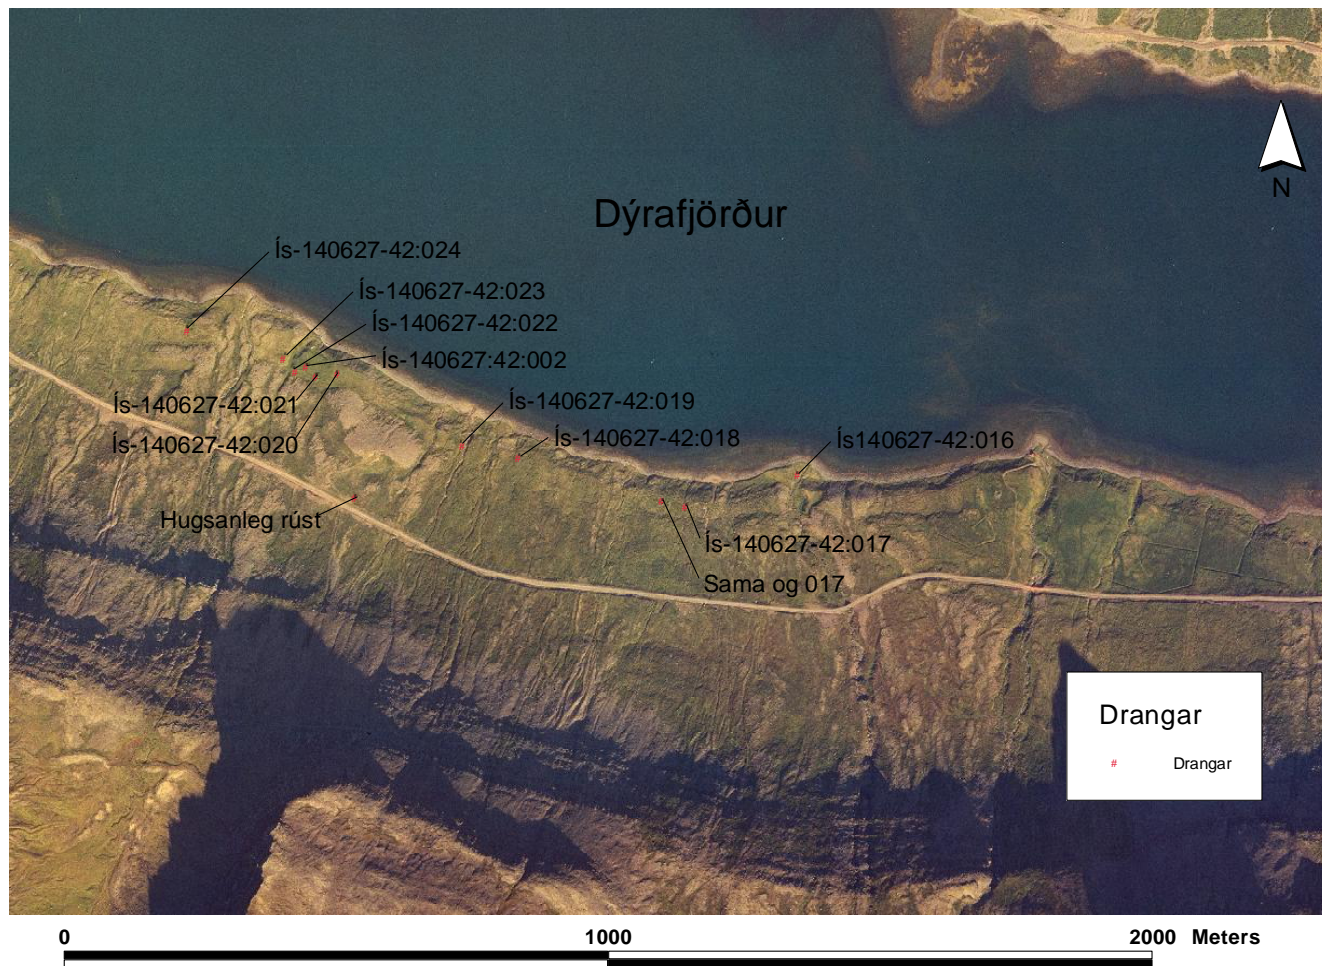 N
Dýrafjörður
Ís-140627-42:024
Ís-140627-42:023
Ís-140627-42:022
Ís-140627:42:002
Ís-140627-42:021
Ís-140627-42:019
Ís-140627-42:020
Ís-140627-42:018
Ís140627-42:016
Hugsanleg rúst
Ís-140627-42:017
Sama og 017
Drangar
# Drangar
0 1000 2000 Meters